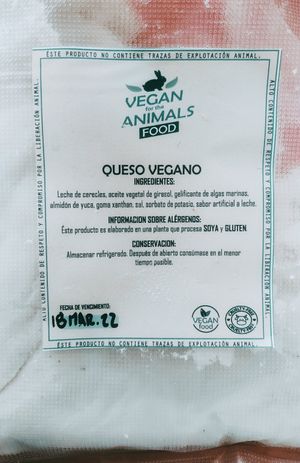 ÉSTE PRODUCTO NO CONTIENE TRAZAS DE EXPLOTACIÓN ANIMAL.
ALTO CONTENIDO DE RESPETO Y COMPROMISO POR LA LIBERACIÓN ANIMAL.
VEGAN
for the
ANIMALS
FOOD
QUESO VEGANO
INGREDIENTES:
Leche de cereales, aceite vegetal de girasol, gelificante de algas marinas,
almidón de yuca, goma xanthan, sal, sorbato de potasio, sabor artificial a leche.
INFORMACION SOBRE ALÉRGENOS:
Éste producto es elaborado en una planta que procesa SOYA y GLUTEN
CONSERVACION:
Almacenar refrigerado. Después de abierto consúmase en el menor
tiempo posible.
FECHA DE VENCIMIENTO:
18 MAR. 22
VEGAN
food
CRUELTY FREE
ALTO CONTENIDO DE RESPETO Y COMPROMISO POR LA LIBERACIÓN ANIMAL.
ÉSTE PRODUCTO NO CONTIENE TRAZAS DE EXPLOTACIÓN ANIMAL.